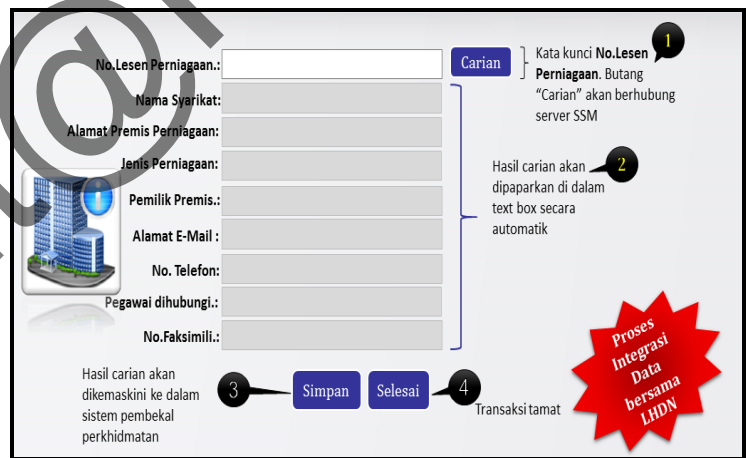 No.Lesen Perniagaan.:
Carian
1
Kata kunci No.Lesen
Perniagaan. Butang
"Carian" akan berhubung
server SSM
Nama Syarikat:
Alamat Premis Perniagaan:
Jenis Perniagaan:
Pemilik Premis.:
Alamat E-Mail :
No. Telefon:
Pegawai dihubungi.:
No.Faksimili.:
2
Hasil carian akan
dipaparkan di dalam
text box secara
automatik
Proses
Integrasi
Data
bersama
LHDN
Hasil carian akan
dikemaskini ke dalam
sistem pembekal
perkhidmatan
3
Simpan
Selesai
4
Transaksi tamat